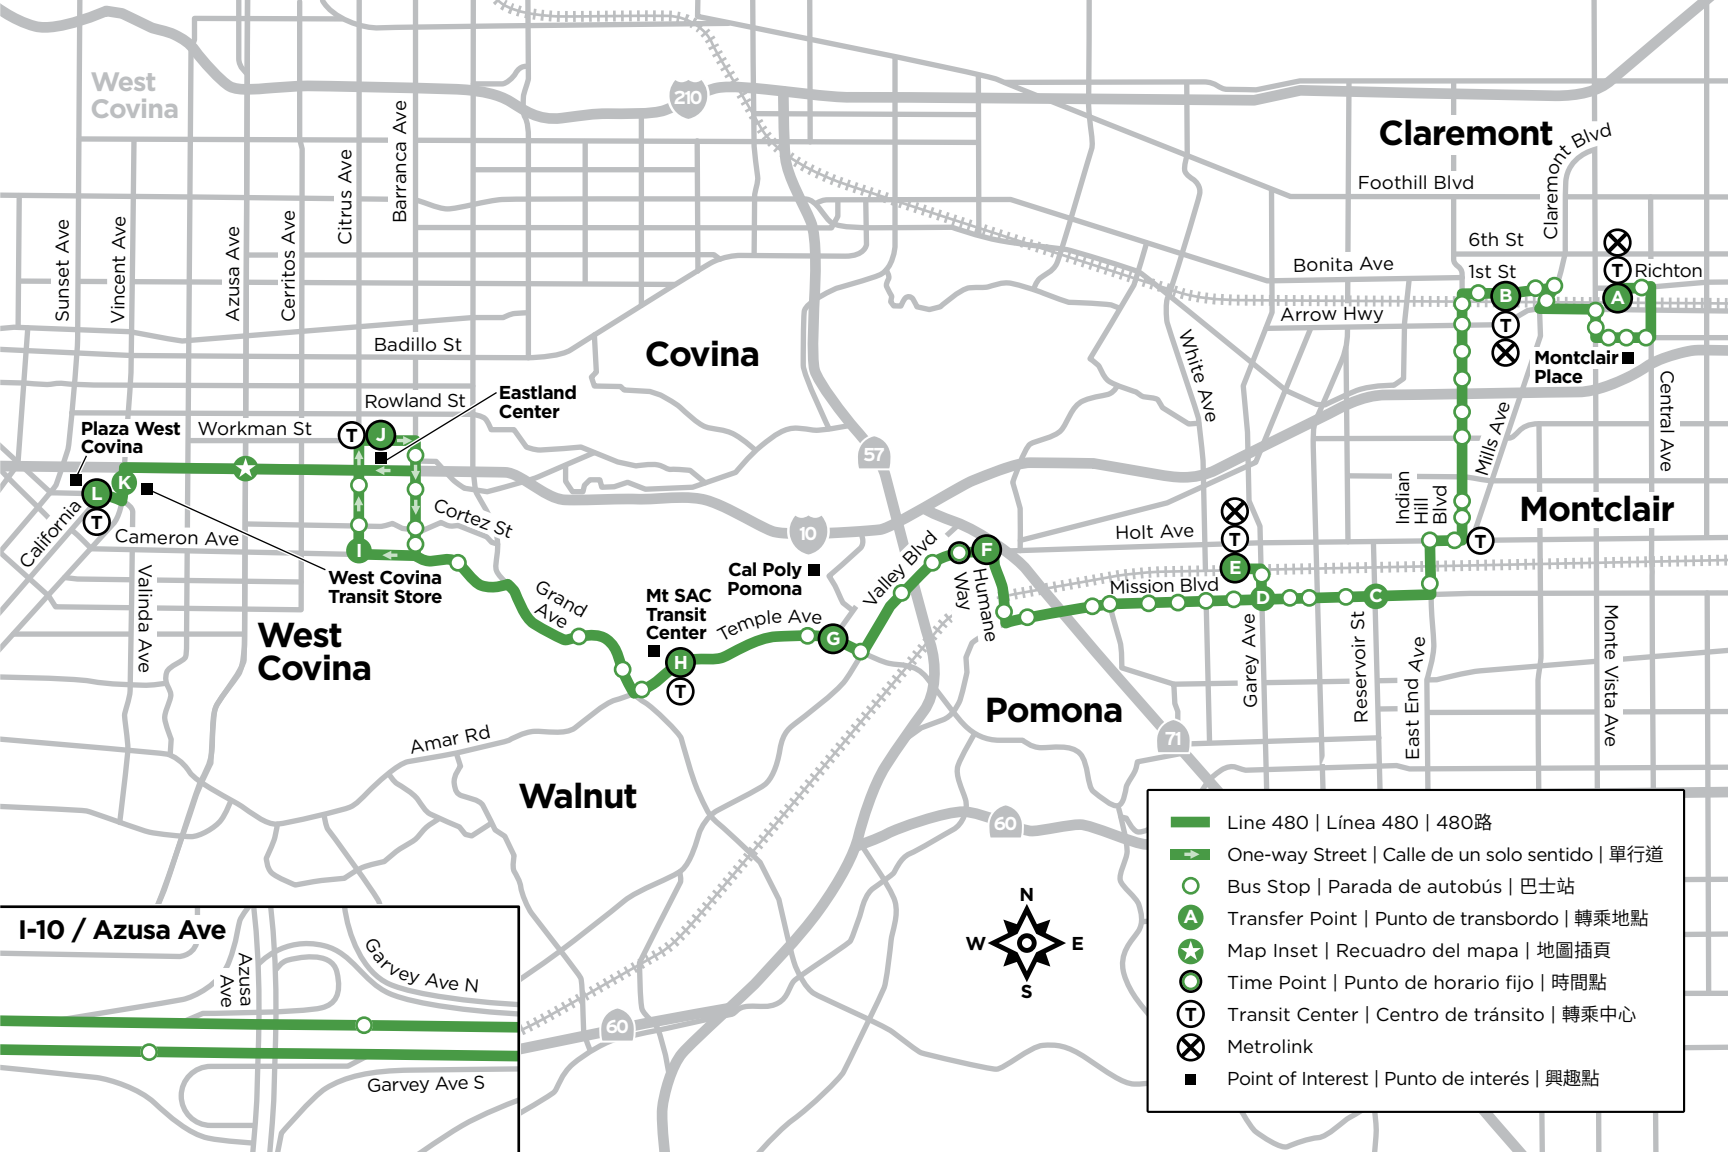 West
Covina
210
Claremont
Claremont Blvd
Foothill Blvd
Barranca Ave
Citrus Ave
Cerritos Ave
Azusa Ave
Vincent Ave
Sunset Ave
6th St
Bonita Ave
1st St
T
Richton
B
A
Arrow Hwy
T
Badillo St
Covina
White Ave
Montclair
Place
Eastland
Center
Rowland St
Central Ave
Plaza West
Covina
Workman St
T
J
57
Mills Ave
K
L
T
California
Indian
Hill
Blvd
Montclair
Cortez St
10
Holt Ave
T
T
Cameron Ave
I
Valley Blvd
F
E
West Covina
Transit Store
Cal Poly
Pomona
Mission Blvd
D
C
Valinda Ave
Grand
Ave
Mt SAC
Transit
Center
Temple Ave
Humane
Way
G
West
Covina
H
T
Garey Ave
Reservoir St
East End Ave
Monte Vista Ave
Pomona
71
Amar Rd
Walnut
60
Line 480 | Línea 480 | 480路
One-way Street | Calle de un solo sentido | 單行道
Bus Stop | Parada de autobús | 巴士站
A Transfer Point | Punto de transbordo | 轉乘地點
Map Inset | Recuadro del mapa | 地圖插頁
Time Point | Punto de horario fijo | 時間點
T Transit Center | Centro de tránsito | 轉乘中心
Metrolink
Point of Interest | Punto de interés | 興趣點
N
W E
S
I-10 / Azusa Ave
Azusa
Ave
Garvey Ave N
Garvey Ave S
60